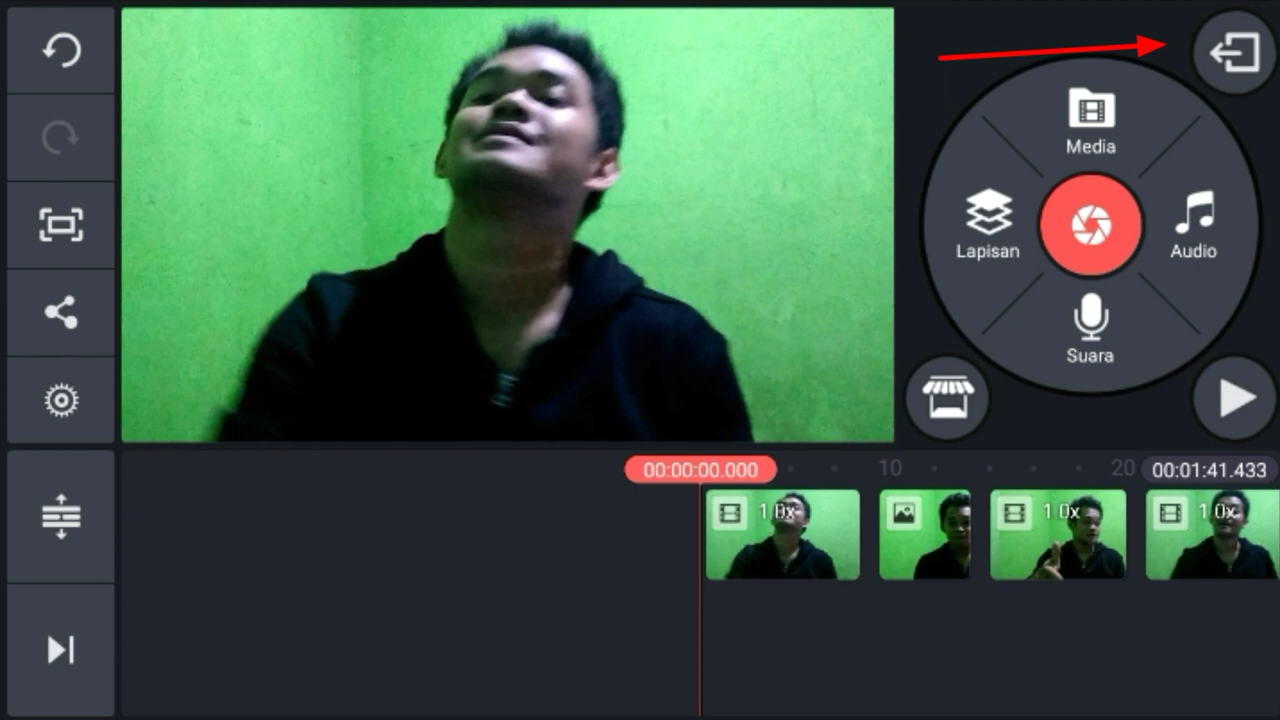 Media
Lapisan
Audio
Suara
00:00:00.000
10
20
00:01:41.433
1.0x
1.0x
1.0x